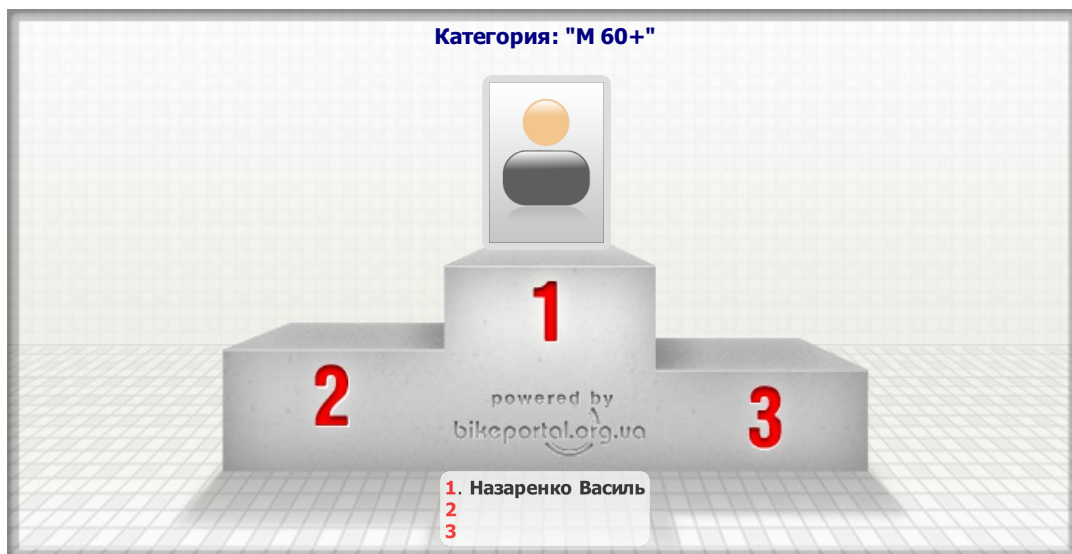 Категория: "М 60+"
1
2
3
powered by
bikeportal.org.ua
1. Назаренко Василь
2
3